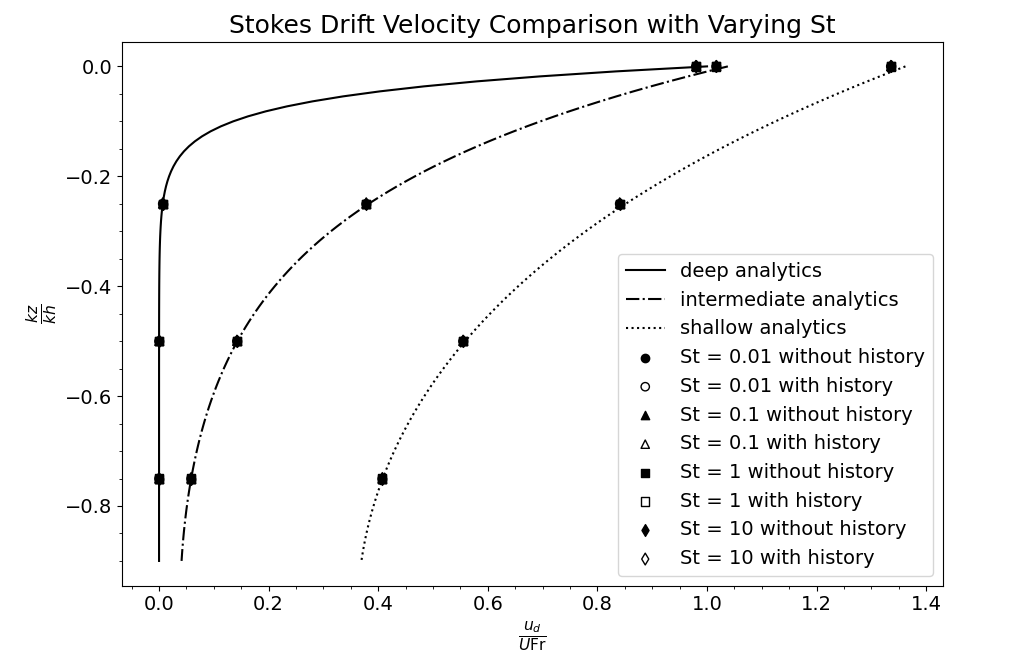 Stokes Drift Velocity Comparison with Varying St
0.0
−0.2
−0.4
−0.6
−0.8
kz
kh
deep analytics
intermediate analytics
shallow analytics
St = 0.01 without history
St = 0.01 with history
St = 0.1 without history
St = 0.1 with history
St = 1 without history
St = 1 with history
St = 10 without history
St = 10 with history
0.0 0.2 0.4 0.6 0.8 1.0 1.2 1.4
u_d
UFr